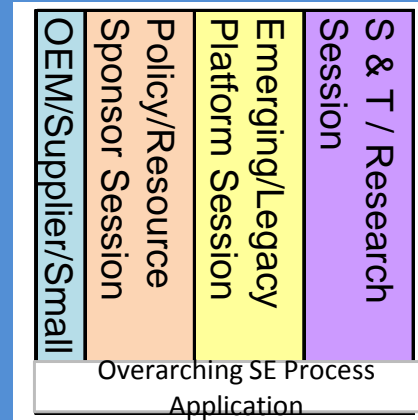 OEM/Supplier/Small
Policy/Resource
Sponsor Session
Emerging/Legacy
Platform Session
S & T / Research
Session
Overarching SE Process
Application